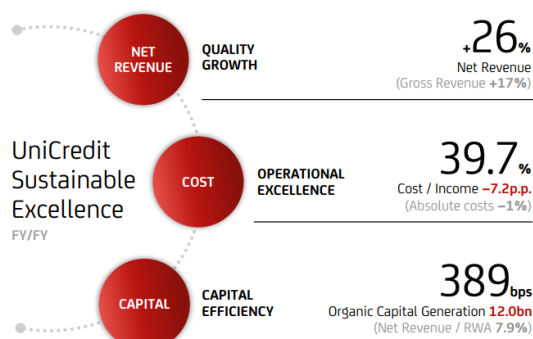 UniCredit
Sustainable
Excellence
FY/FY
NET
REVENUE
QUALITY
GROWTH
+26%
Net Revenue
(Gross Revenue +17%)
COST
OPERATIONAL
EXCELLENCE
39.7%
Cost / Income –7.2p.p.
(Absolute costs –1%)
CAPITAL
CAPITAL
EFFICIENCY
389bps
Organic Capital Generation 12.0bn
(Net Revenue / RWA 7.9%)